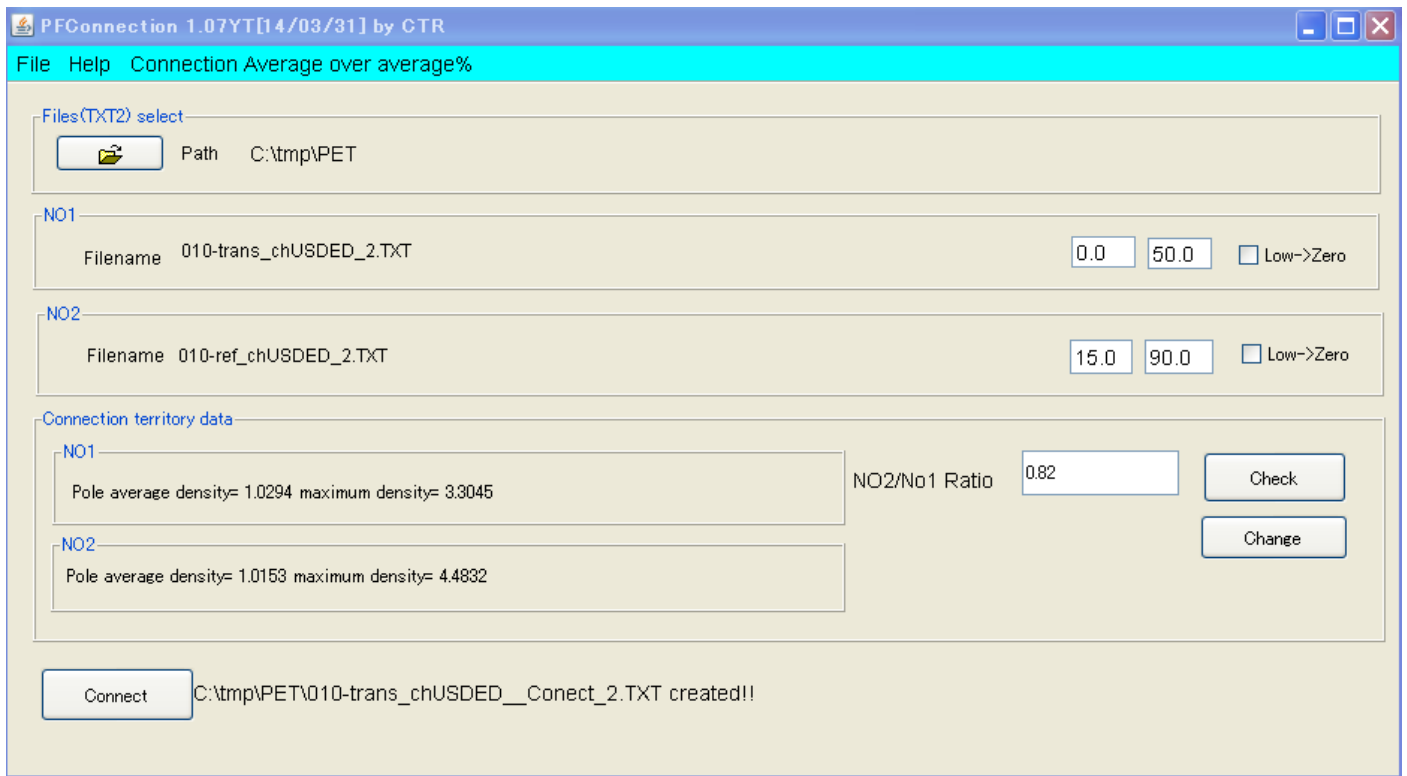 PFConnection 1.07YT[14/03/31] by CTR
File Help Connection Average over average%
Files(TXT2) select
Path C:\tmp\PET
NO1
Filename 010-trans_chUSDED_2.TXT 0.0 50.0 Low->Zero
NO2
Filename 010-ref_chUSDED_2.TXT 15.0 90.0 Low->Zero
Connection territory data
NO1
Pole average density= 1.0294 maximum density= 3.3045
NO2/No1 Ratio 0.82 Check
Change
NO2
Pole average density= 1.0153 maximum density= 4.4832
Connect C:\tmp\PET\010-trans_chUSDED__Conect_2.TXT created!!